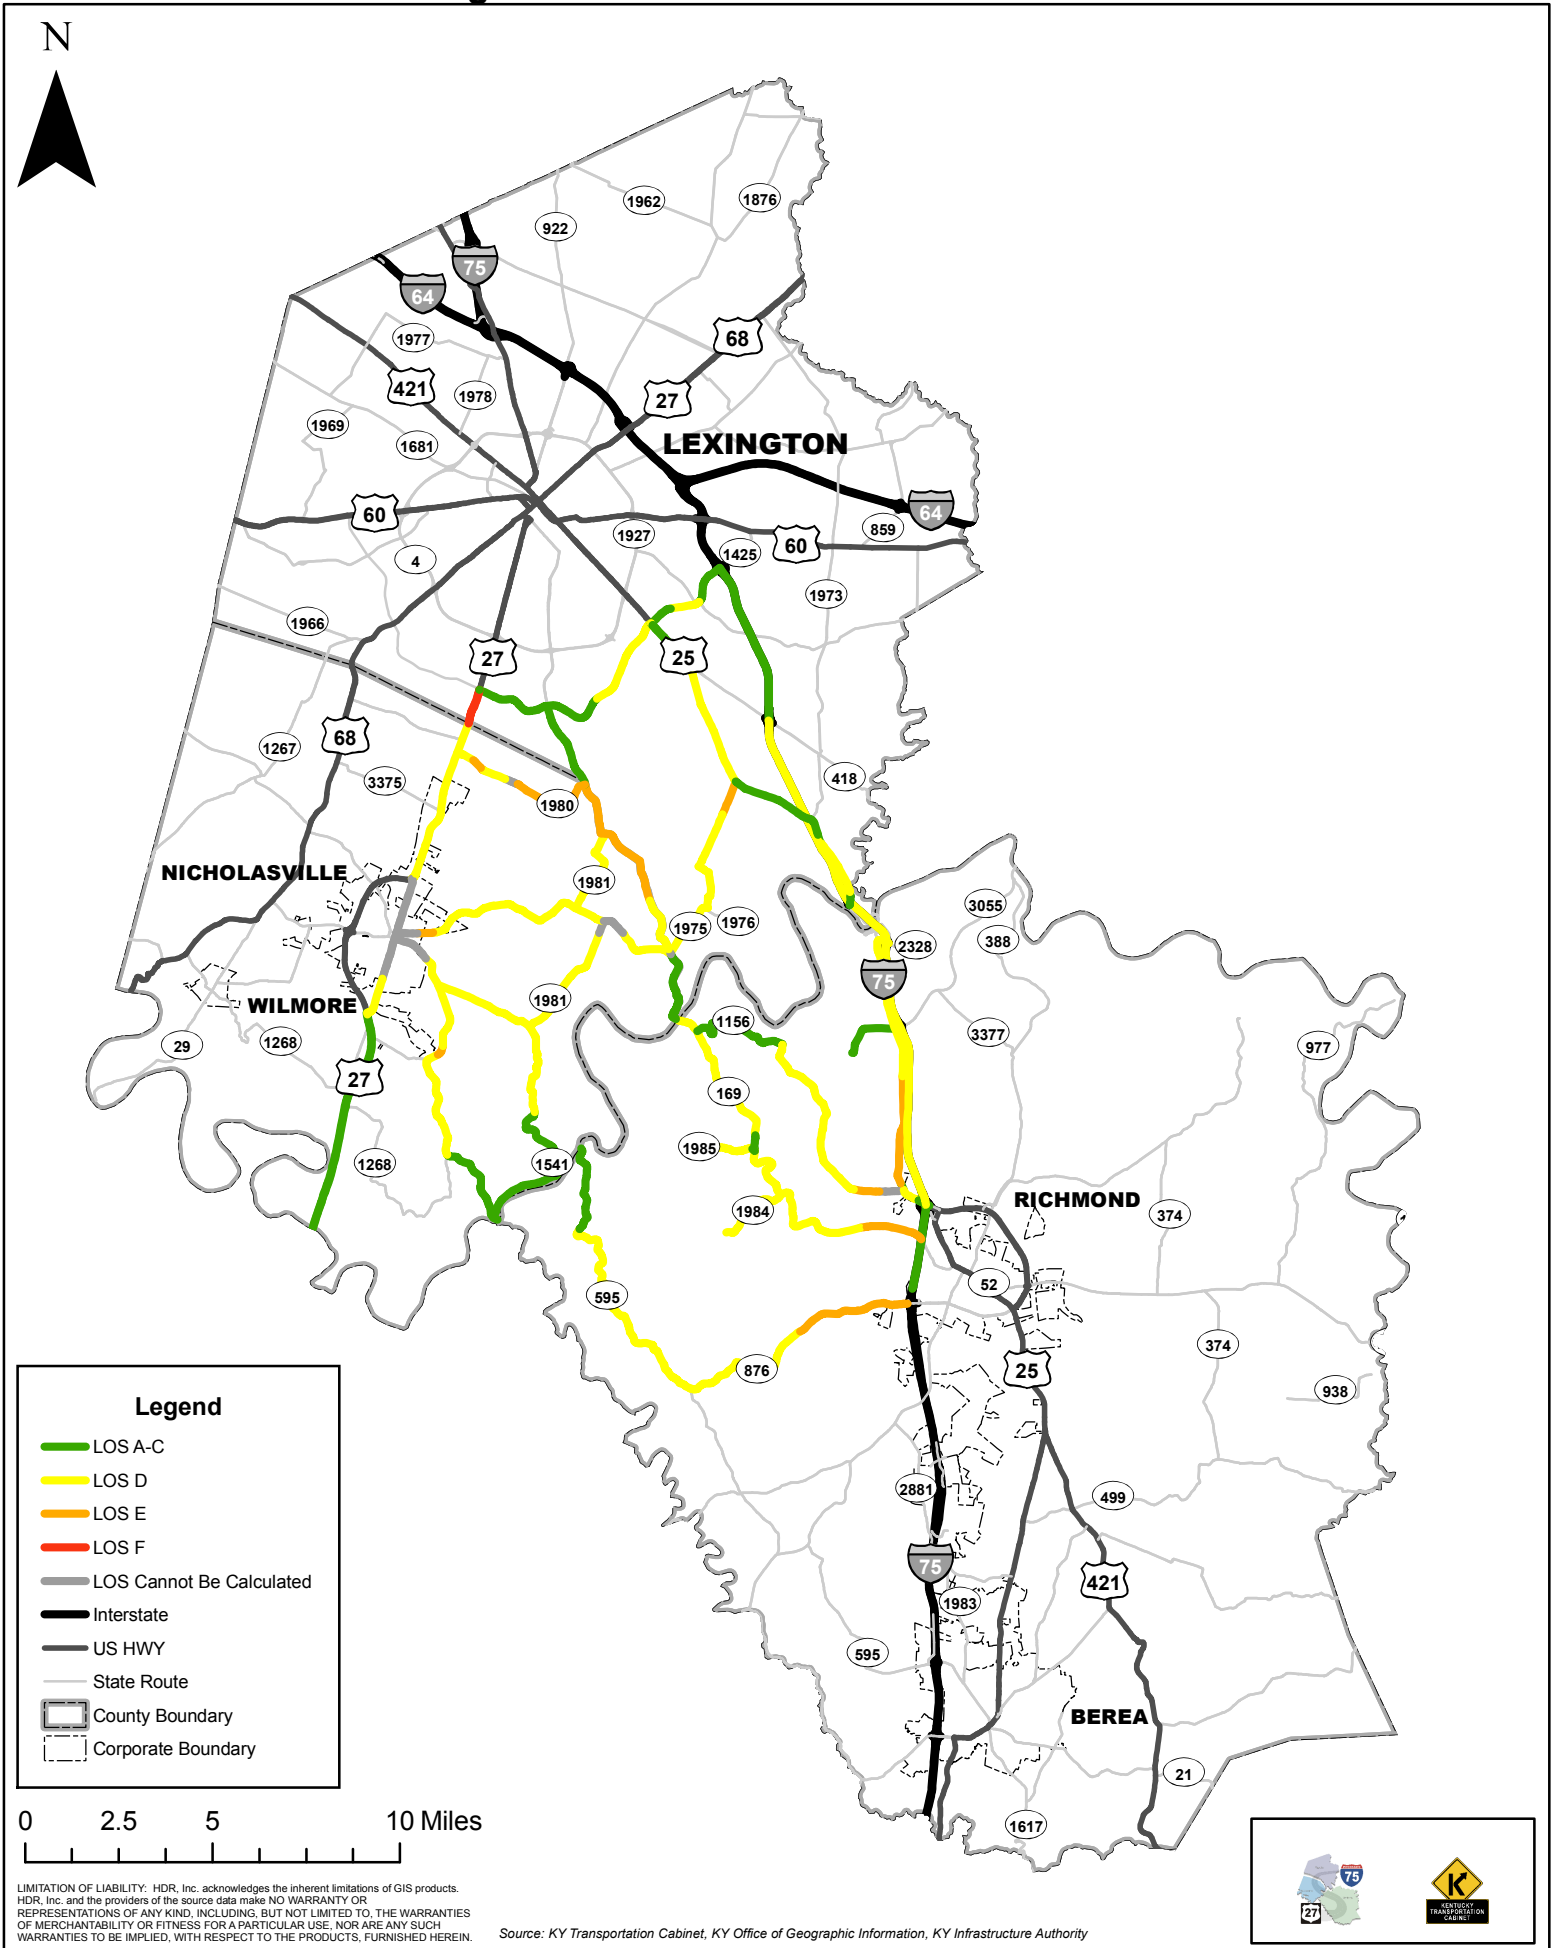 N
1962
1876
922
75
64
68
1977
421
1978
27
1969
LEXINGTON
1681
60
64
1927
859
60
4
1425
1973
1966
27
25
68
1267
418
3375
1980
NICHOLASVILLE
1981
3055
1975
1976
388
2328
75
WILMORE
1981
1156
29
1268
3377
977
27
169
1985
1268
1541
RICHMOND
1984
374
52
595
374
876
25
938
2881
499
75
421
1983
595
BEREA
21
1617
Legend
LOS A-C
LOS D
LOS E
LOS F
LOS Cannot Be Calculated
Interstate
US HWY
State Route
County Boundary
Corporate Boundary
0 2.5 5 10 Miles
LIMITATION OF LIABILITY: HDR, Inc. acknowledges the inherent limitations of GIS products.
HDR, Inc. and the providers of the source data make NO WARRANTY OR
REPRESENTATIONS OF ANY KIND, INCLUDING, BUT NOT LIMITED TO, THE WARRANTIES
OF MERCHANTABILITY OR FITNESS FOR A PARTICULAR USE, NOR ARE ANY SUCH
WARRANTIES TO BE IMPLIED, WITH RESPECT TO THE PRODUCTS, FURNISHED HEREIN.
Source: KY Transportation Cabinet, KY Office of Geographic Information, KY Infrastructure Authority
75
27
KENTUCKY
TRANSPORTATION
CABINET